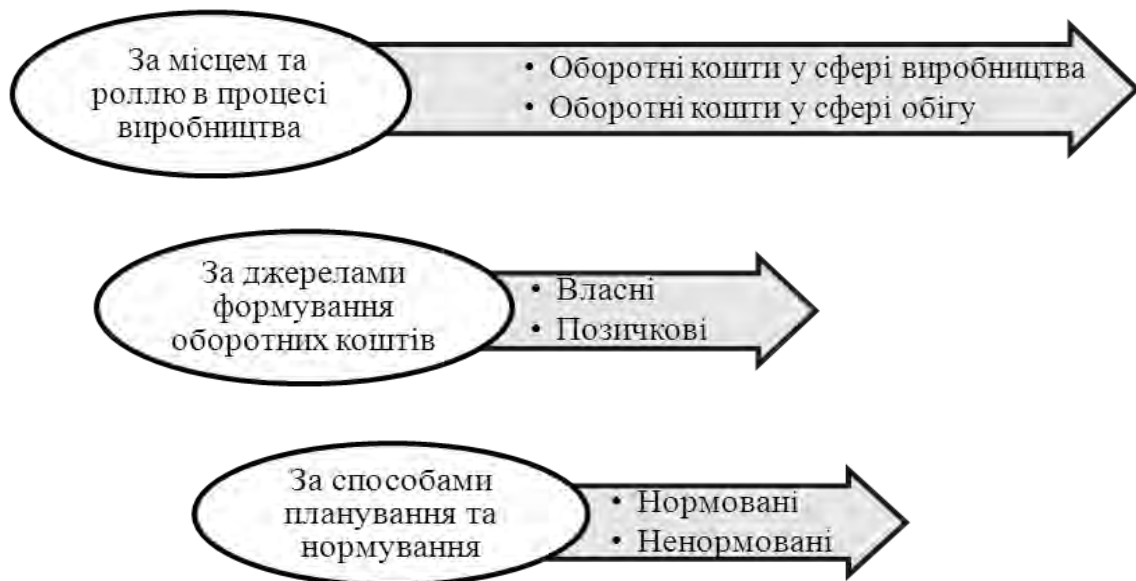 За місцем та
роллю в процесі
виробництва
• Оборотні кошти у сфері виробництва
• Оборотні кошти у сфері обігу
За джерелами
формування
оборотних коштів
• Власні
• Позичкові
За способами
планування та
нормування
• Нормовані
• Ненормовані